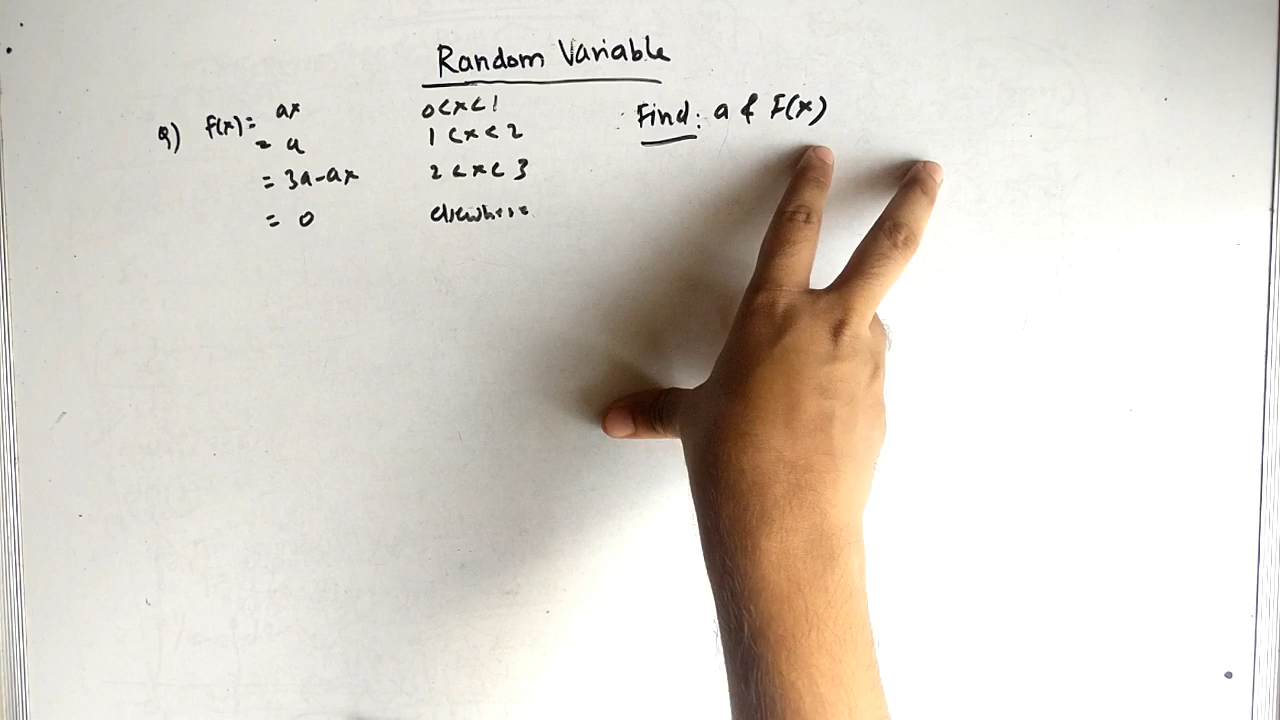 Random Variable
Q) f(x) = ax 0<x<1 Find: a & F(x)
= a 1<x<2
= 3a-ax 2<x<3
= 0 elsewhere